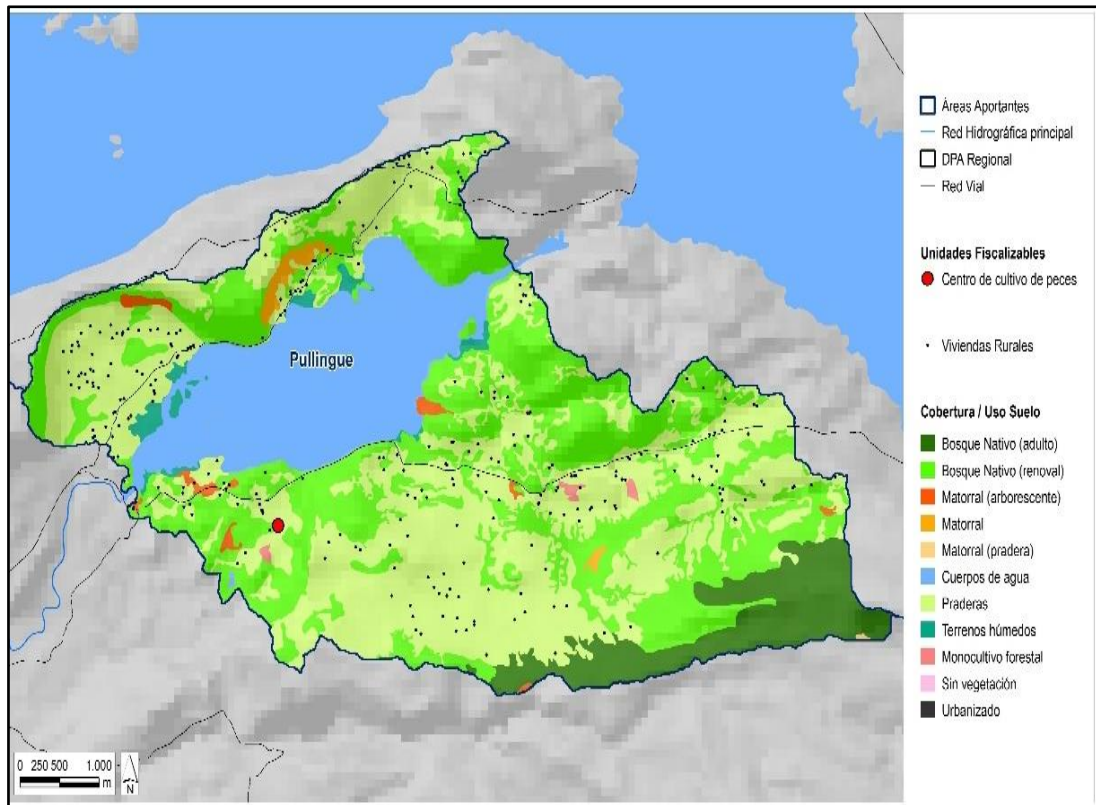 Pullingue
0 250 500 1.000
m
N
Áreas Aportantes
Red Hidrográfica principal
DPA Regional
Red Vial
Unidades Fiscalizables
Centro de cultivo de peces
Viviendas Rurales
Cobertura / Uso Suelo
Bosque Nativo (adulto)
Bosque Nativo (renoval)
Matorral (arborescente)
Matorral
Matorral (pradera)
Cuerpos de agua
Praderas
Terrenos húmedos
Monocultivo forestal
Sin vegetación
Urbanizado